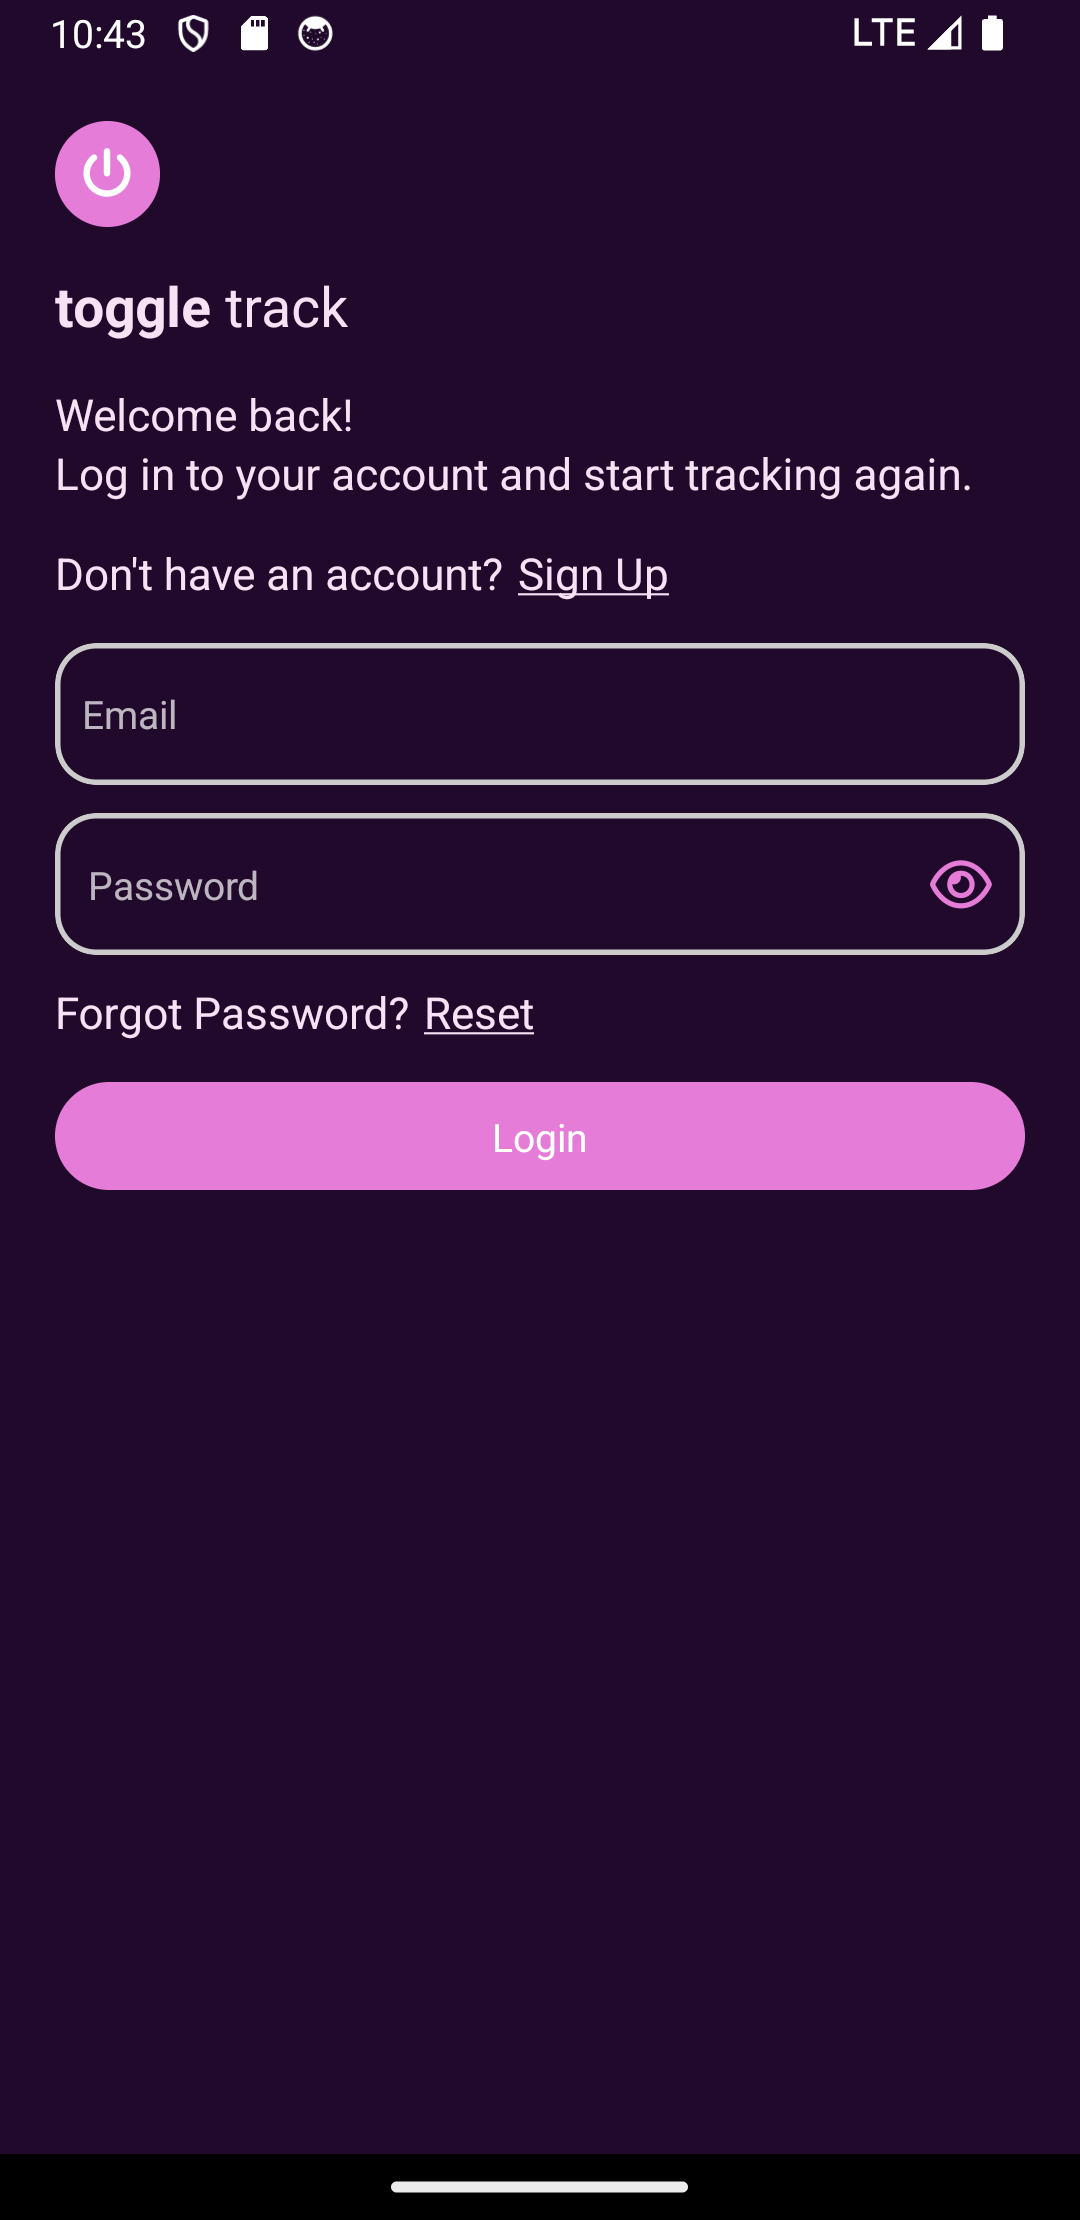 10:43 LTE
toggle track
Welcome back!
Log in to your account and start tracking again.
Don't have an account? Sign Up
Email
Password
Forgot Password? Reset
Login